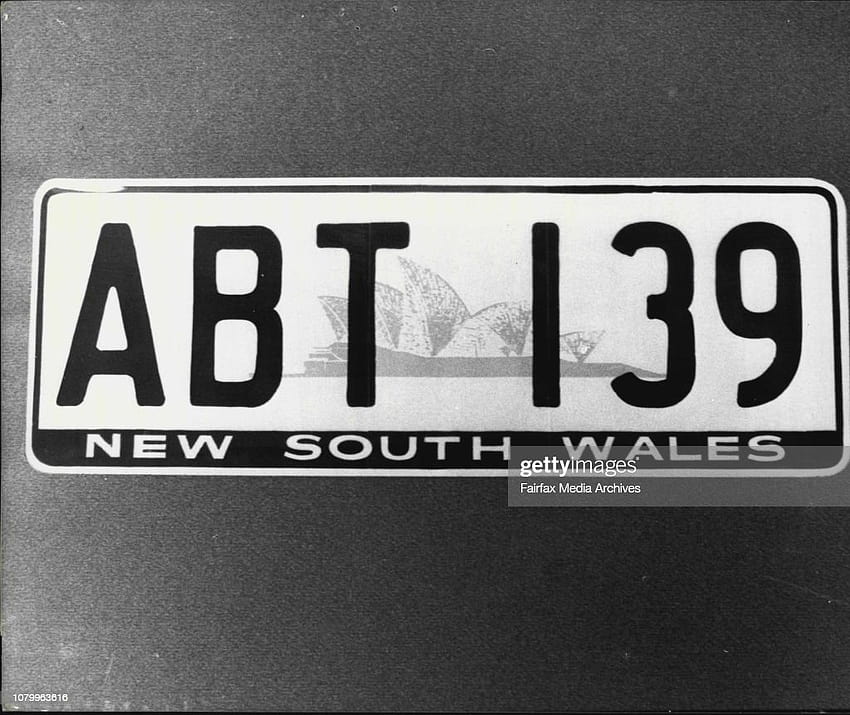 ABT 139
NEW SOUTH WALES
gettyimages
Fairfax Media Archives
1079963616